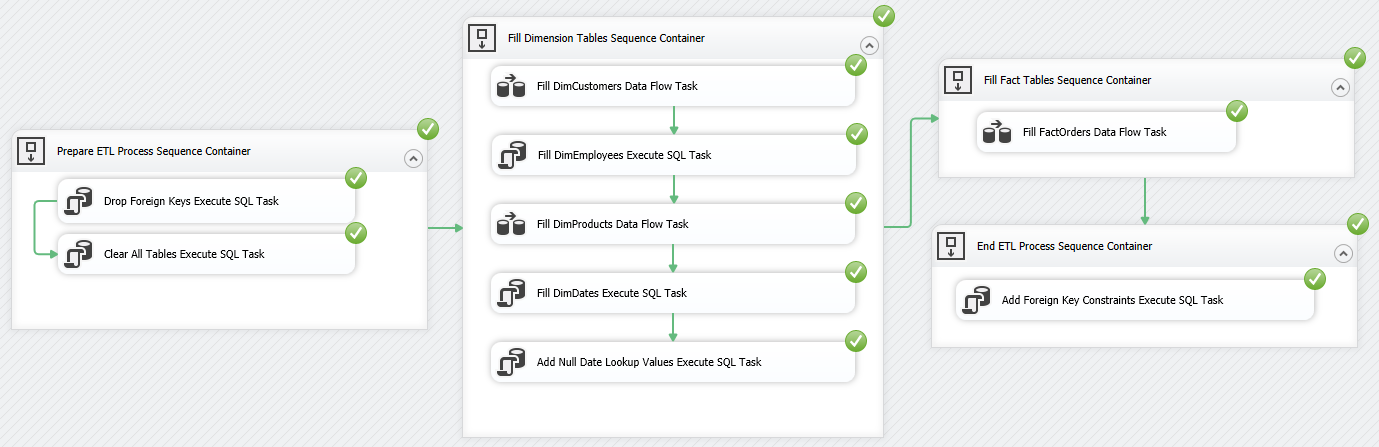 Prepare ETL Process Sequence Container
Drop Foreign Keys Execute SQL Task
Clear All Tables Execute SQL Task
Fill Dimension Tables Sequence Container
Fill DimCustomers Data Flow Task
Fill DimEmployees Execute SQL Task
Fill DimProducts Data Flow Task
Fill DimDates Execute SQL Task
Add Null Date Lookup Values Execute SQL Task
Fill Fact Tables Sequence Container
Fill FactOrders Data Flow Task
End ETL Process Sequence Container
Add Foreign Key Constraints Execute SQL Task